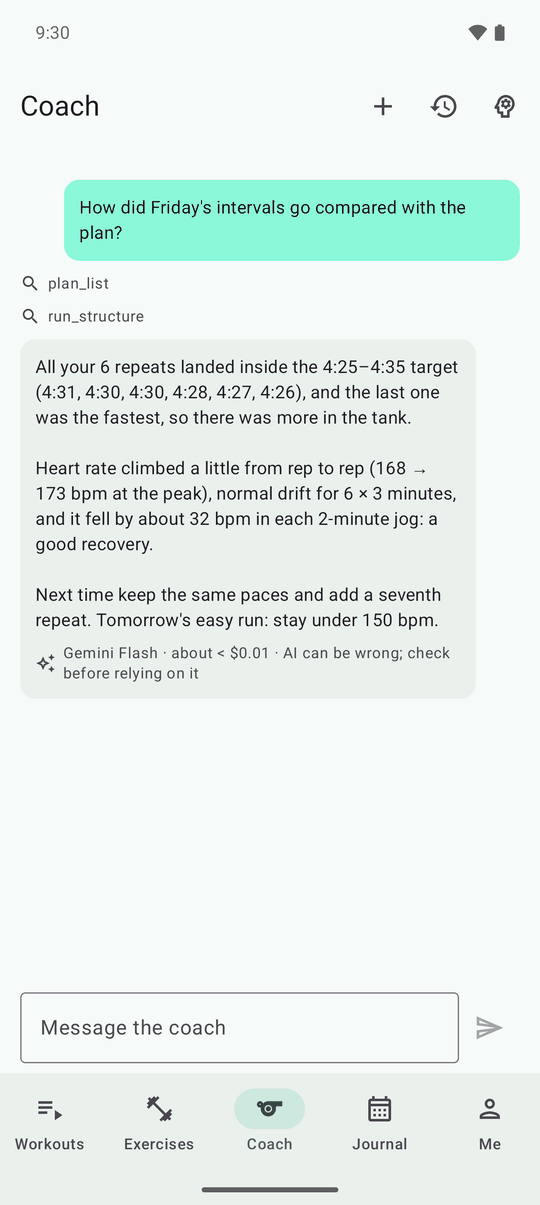 9:30
Coach
How did Friday's intervals go compared with the
plan?
plan_list
run_structure
All your 6 repeats landed inside the 4:25–4:35 target
(4:31, 4:30, 4:30, 4:28, 4:27, 4:26), and the last one
was the fastest, so there was more in the tank.
Heart rate climbed a little from rep to rep (168 →
173 bpm at the peak), normal drift for 6 × 3 minutes,
and it fell by about 32 bpm in each 2-minute jog: a
good recovery.
Next time keep the same paces and add a seventh
repeat. Tomorrow's easy run: stay under 150 bpm.
Gemini Flash · about < $0.01 · AI can be wrong; check
before relying on it
Message the coach
Workouts
Exercises
Coach
Journal
Me